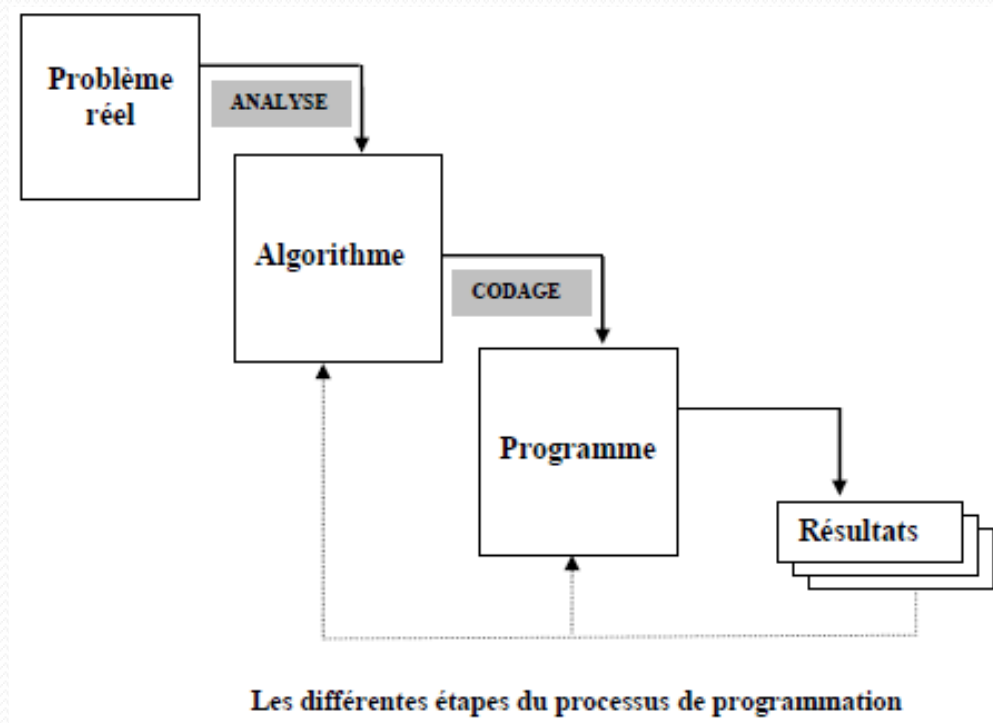 Problème
réel
ANALYSE
Algorithme
CODAGE
Programme
Résultats
Les différentes étapes du processus de programmation